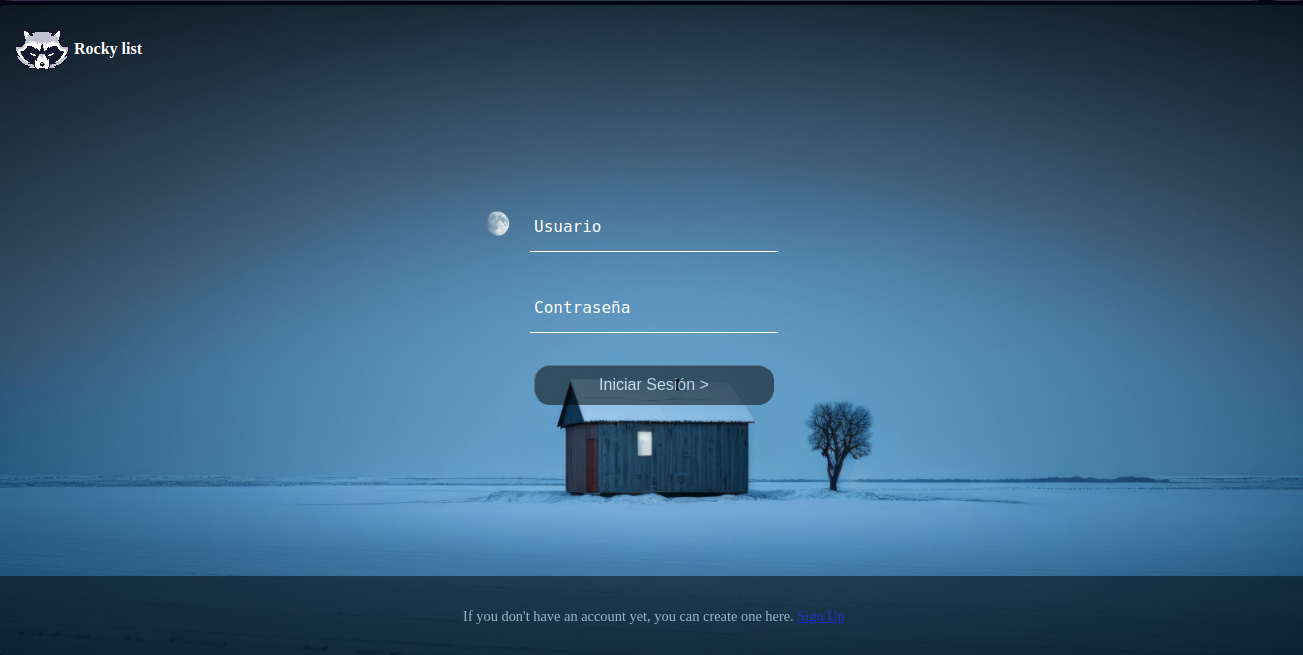 Rocky list
Usuario
Contraseña
Iniciar Sesión >
If you don't have an account yet, you can create one here. Sign Up